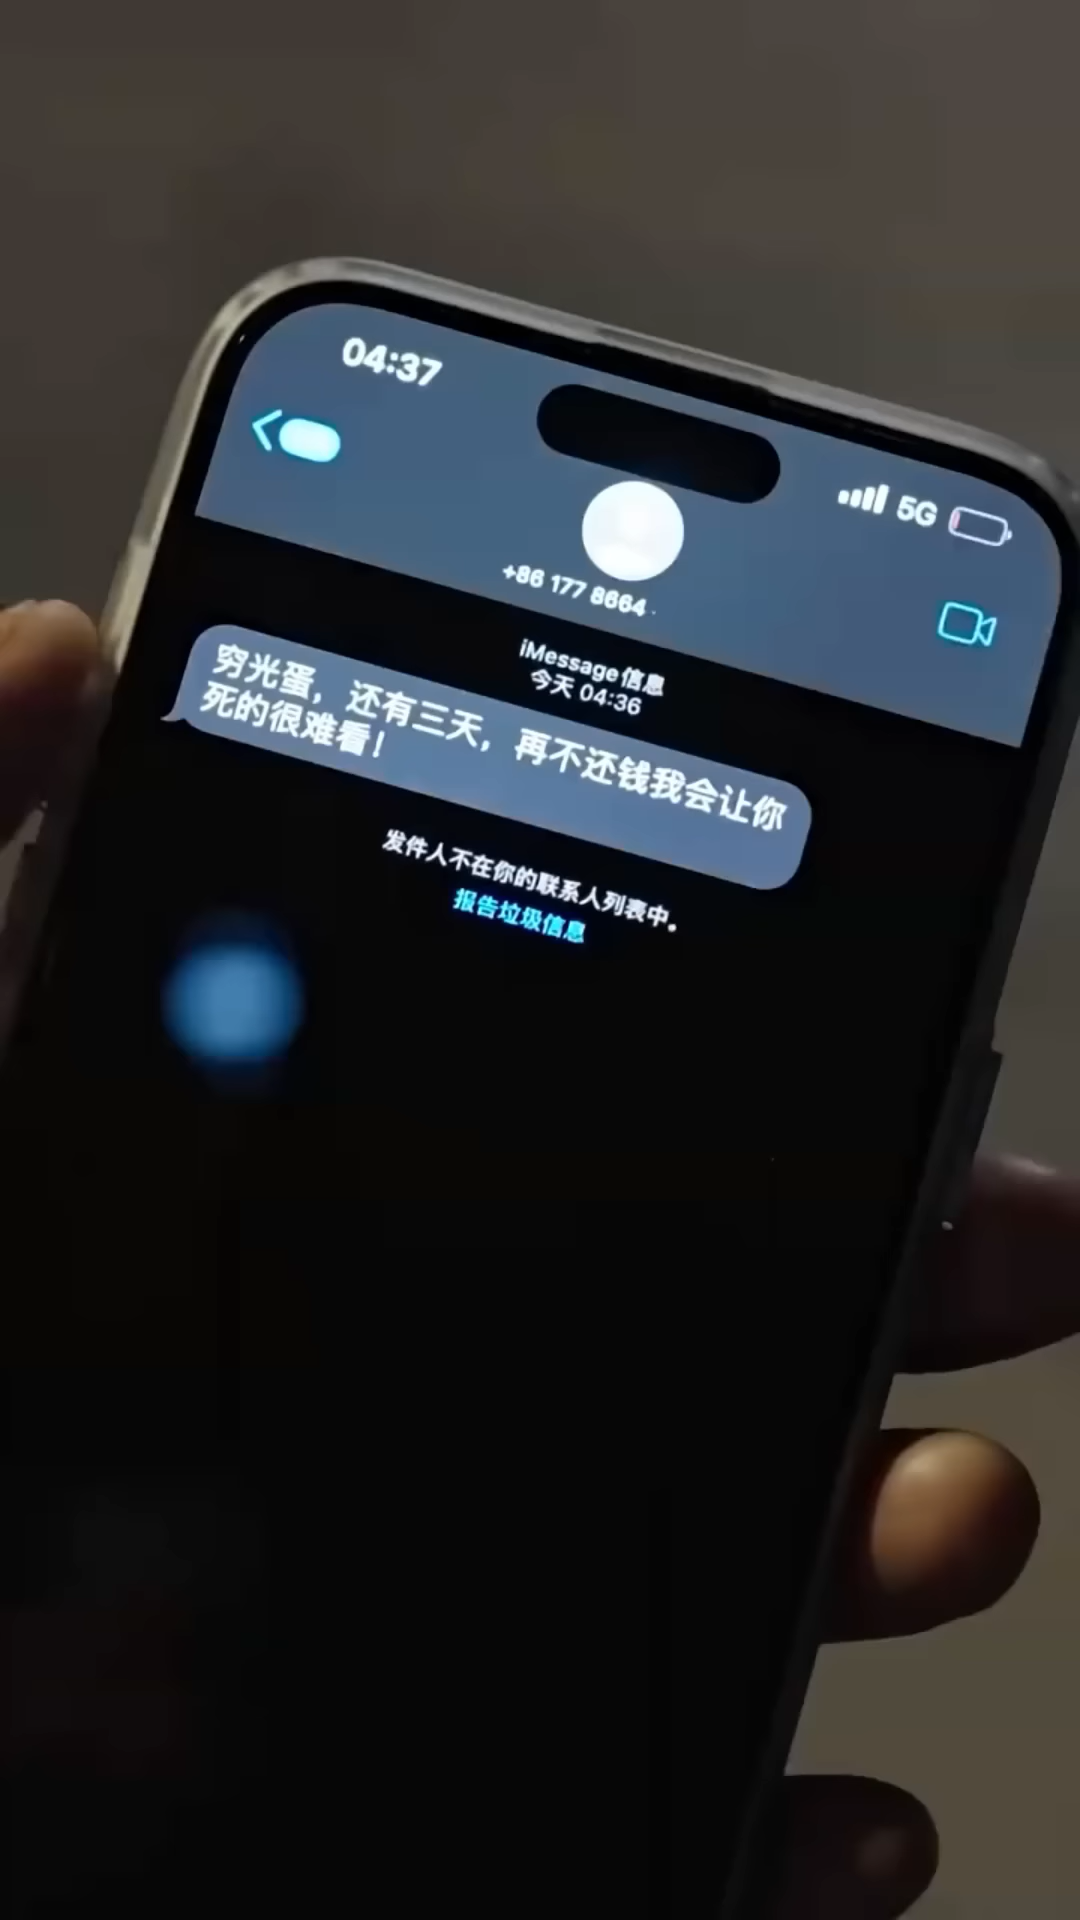 04:37
5G
+86 177 8664
iMessage信息
今天 04:36
穷光蛋，还有三天，再不还钱我会让你
死的很难看！
发件人不在你的联系人列表中。
报告垃圾信息